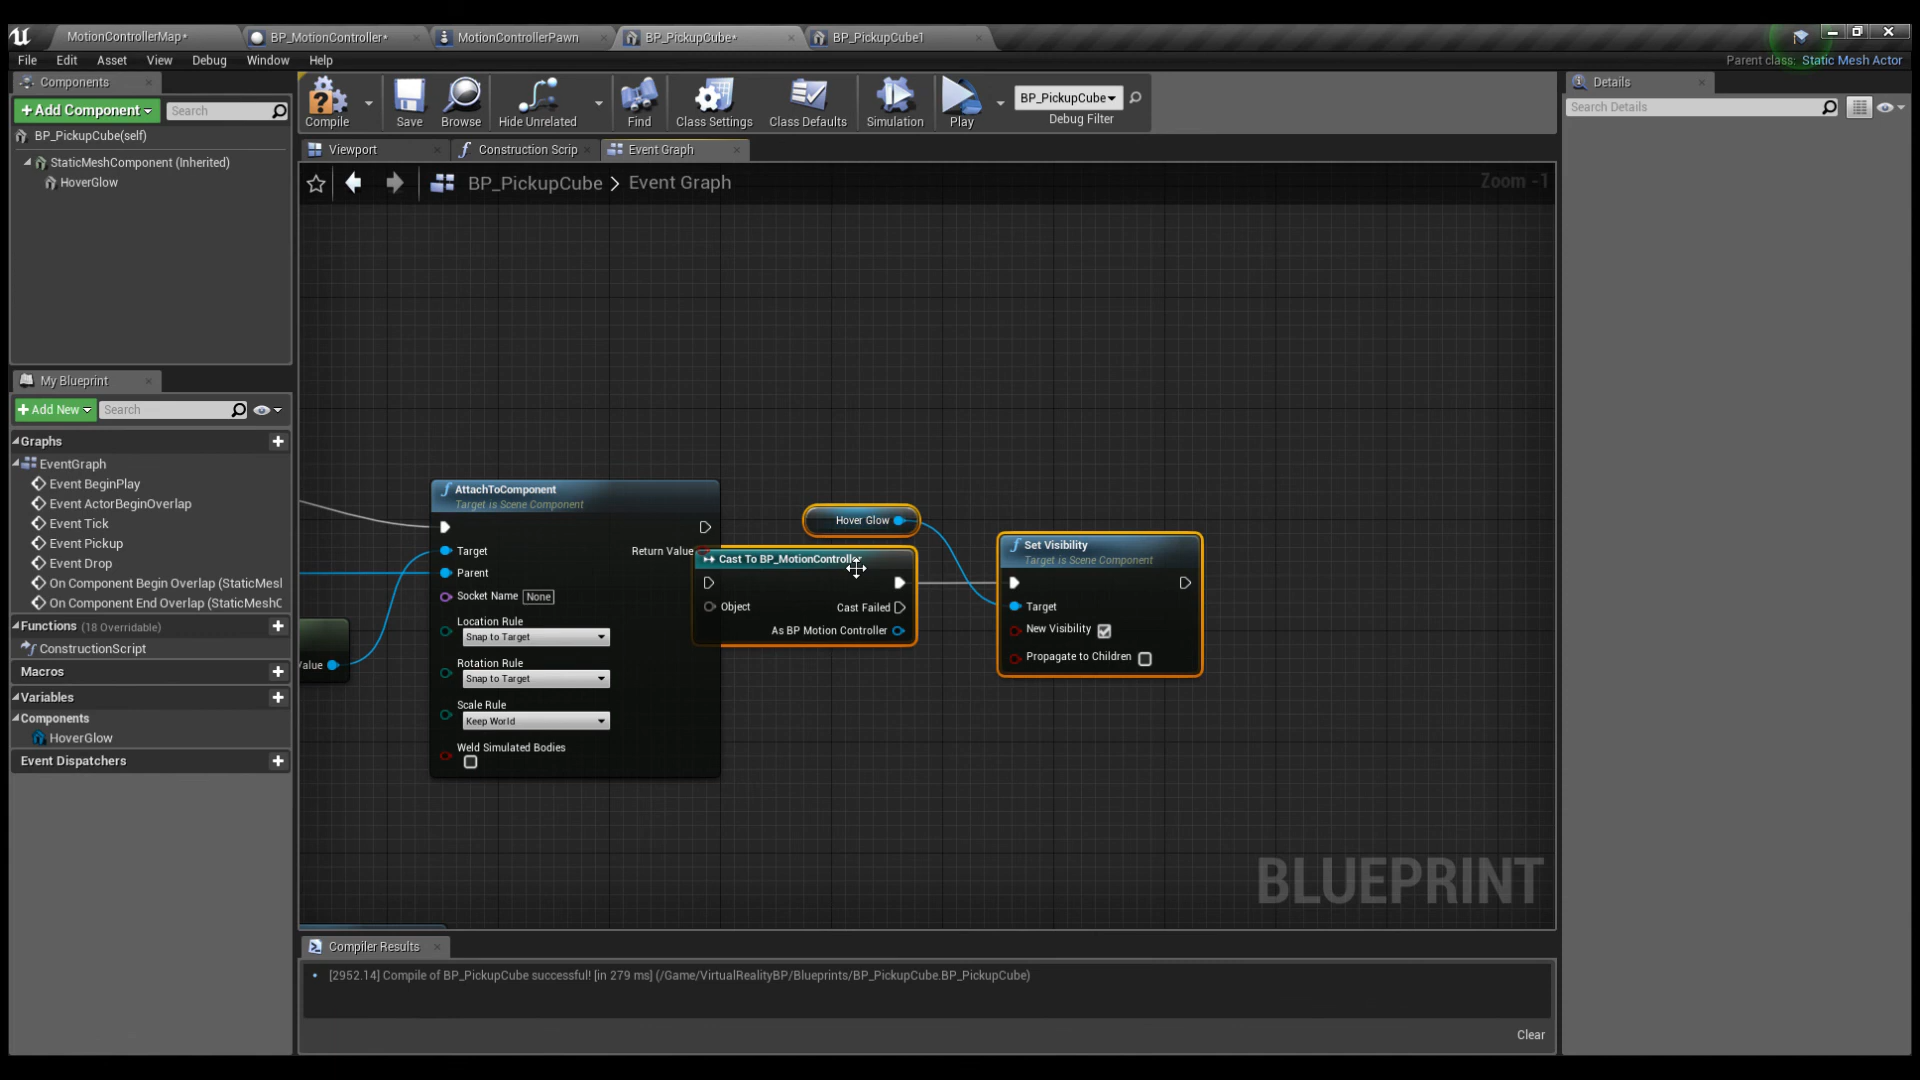 MotionControllerMap*
BP_MotionController*
MotionControllerPawn
BP_PickupCube*
BP_PickupCube1
File Edit Asset View Debug Window Help
Parent class: Static Mesh Actor
Components
+Add Component
Search
BP_PickupCube(self)
StaticMeshComponent (Inherited)
HoverGlow
Compile
Save
Browse
Hide Unrelated
Find
Class Settings
Class Defaults
Simulation
Play
BP_PickupCube
Debug Filter
Details
Search Details
Viewport
Construction Scrip
Event Graph
BP_PickupCube > Event Graph
Zoom -1
My Blueprint
+Add New
Search
Graphs
EventGraph
Event BeginPlay
Event ActorBeginOverlap
Event Tick
Event Pickup
Event Drop
On Component Begin Overlap (StaticMesl
On Component End Overlap (StaticMeshC
Functions (18 Overridable)
ConstructionScript
Macros
Variables
Components
HoverGlow
Event Dispatchers
AttachToComponent
Target is Scene Component
Target
Return Value
Parent
Socket Name None
Location Rule
Snap to Target
Rotation Rule
Snap to Target
Scale Rule
Keep World
Weld Simulated Bodies
Hover Glow
Cast To BP_MotionController
Object
Cast Failed
As BP Motion Controller
Set Visibility
Target is Scene Component
Target
New Visibility
Propagate to Children
BLUEPRINT
Compiler Results
[2952.14] Compile of BP_PickupCube successful! [in 279 ms] (/Game/VirtualRealityBP/Blueprints/BP_PickupCube.BP_PickupCube)
Clear